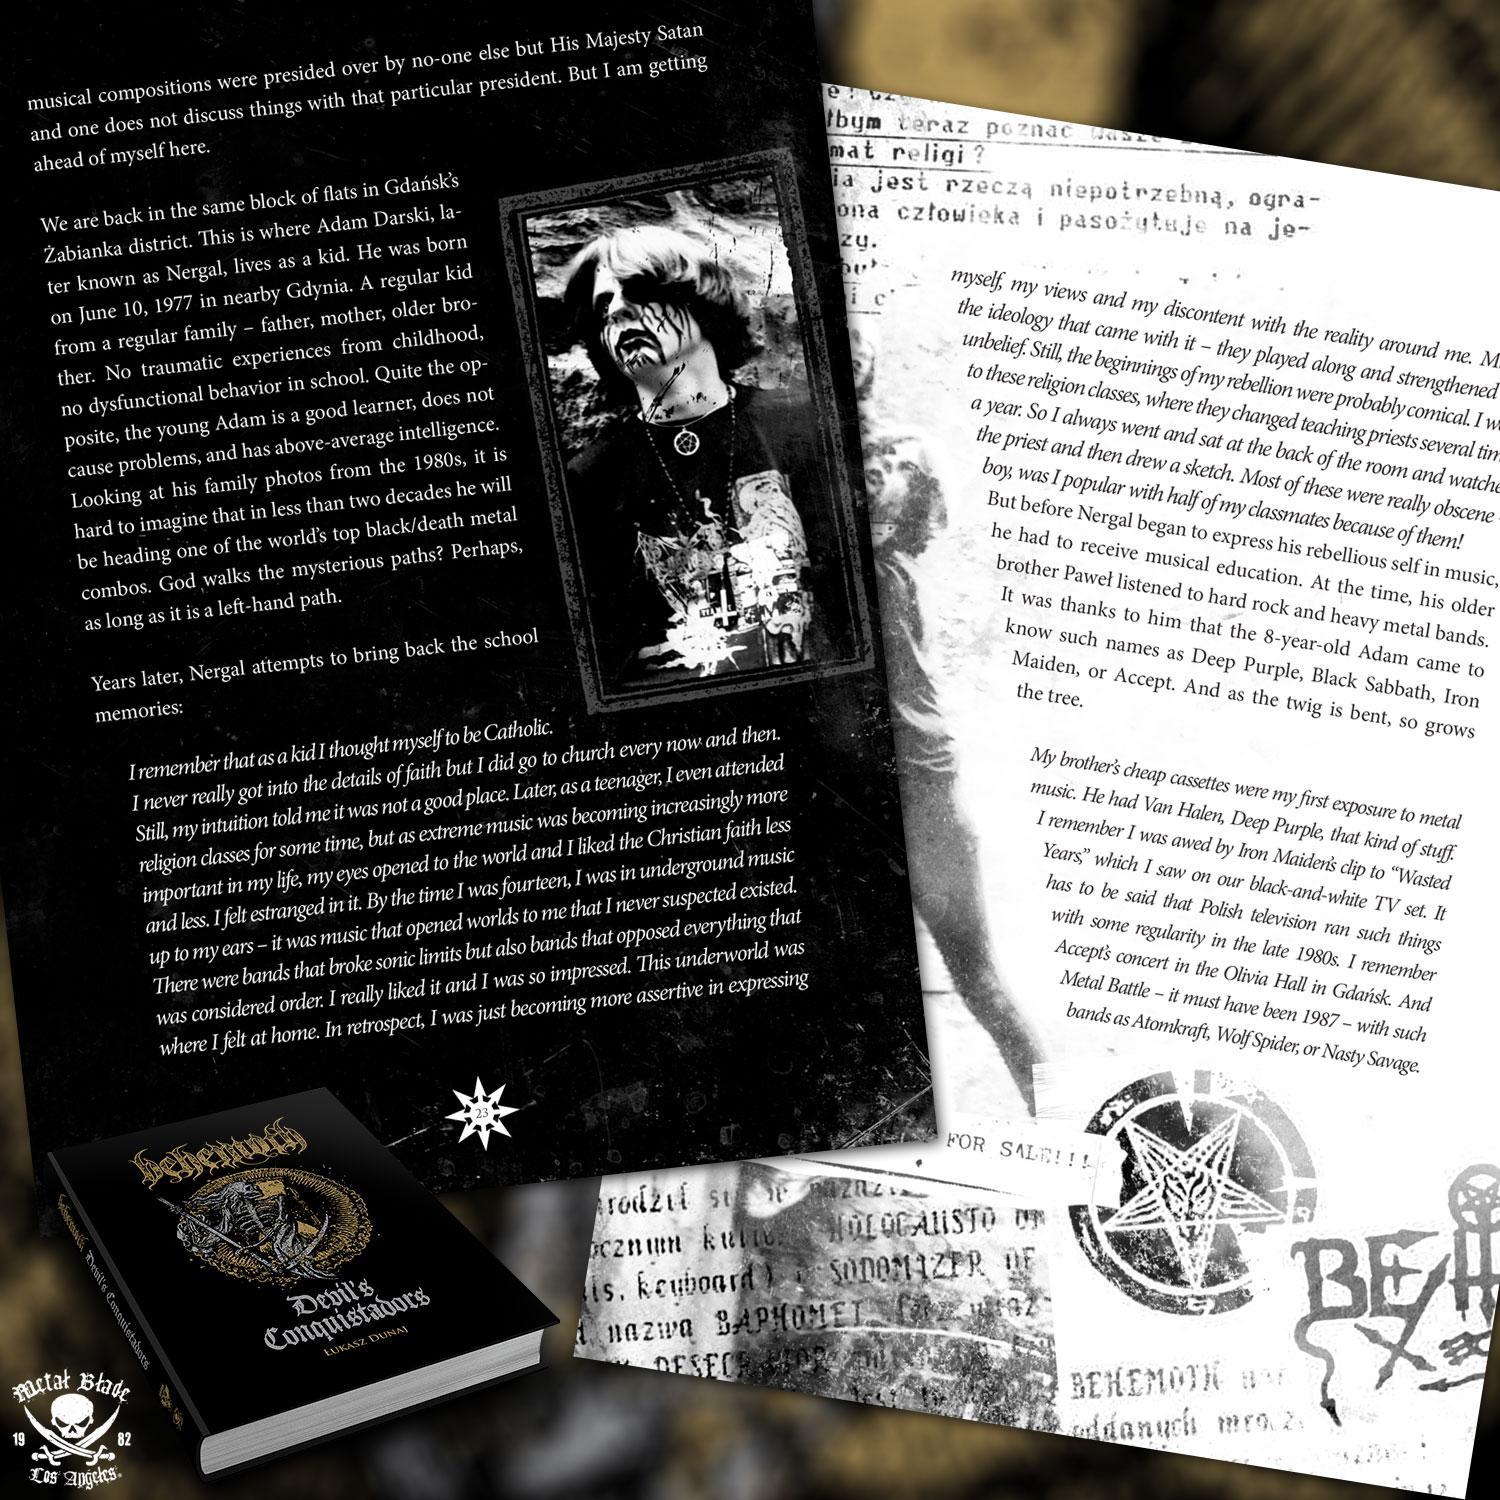 musical compositions were presided over by no-one else but His Majesty Satan
and one does not discuss things with that particular president. But I am getting
ahead of myself here.
We are back in the same block of flats in Gdańsk's
Żabianka district. This is where Adam Darski, la-
ter known as Nergal, lives as a kid. He was born
on June 10, 1977 in nearby Gdynia. A regular kid
from a regular family – father, mother, older bro-
ther. No traumatic experiences from childhood,
no dysfunctional behavior in school. Quite the op-
posite, the young Adam is a good learner, does not
cause problems, and has above-average intelligence.
Looking at his family photos from the 1980s, it is
hard to imagine that in less than two decades he will
be heading one of the world's top black/death metal
combos. God walks the mysterious paths? Perhaps,
as long as it is a left-hand path.
Years later, Nergal attempts to bring back the school
memories:
I remember that as a kid I thought myself to be Catholic.
I never really got into the details of faith but I did go to church every now and then.
Still, my intuition told me it was not a good place. Later, as a teenager, I even attended
religion classes for some time, but as extreme music was becoming increasingly more
important in my life, my eyes opened to the world and I liked the Christian faith less
and less. I felt estranged in it. By the time I was fourteen, I was in underground music
up to my ears – it was music that opened worlds to me that I never suspected existed.
There were bands that broke sonic limits but also bands that opposed everything that
was considered order. I really liked it and I was so impressed. This underworld was
where I felt at home. In retrospect, I was just becoming more assertive in expressing
23
łbym teraz poznać
mat religi?
ia jest rzeczą niepotrzebną, ogra-
ona człowieka i pasożytuje na je-
zy.
myself, my views and my discontent with the reality around me. M
the ideology that came with it – they played along and strengthened
unbelief. Still, the beginnings of my rebellion were probably comical. I w
to these religion classes, where they changed teaching priests several tim
a year. So I always went and sat at the back of the room and watche
the priest and then drew a sketch. Most of these were really obscene
boy, was I popular with half of my classmates because of them!
But before Nergal began to express his rebellious self in music,
he had to receive musical education. At the time, his older
brother Paweł listened to hard rock and heavy metal bands.
It was thanks to him that the 8-year-old Adam came to
know such names as Deep Purple, Black Sabbath, Iron
Maiden, or Accept. And as the twig is bent, so grows
the tree.
My brother's cheap cassettes were my first exposure to metal
music. He had Van Halen, Deep Purple, that kind of stuff.
I remember I was awed by Iron Maiden's clip to “Wasted
Years,” which I saw on our black-and-white TV set. It
has to be said that Polish television ran such things
with some regularity in the late 1980s. I remember
Accept's concert in the Olivia Hall in Gdańsk. And
Metal Battle – it must have been 1987 – with such
bands as Atomkraft, Wolf Spider, or Nasty Savage.
FOR SALE!!!
HOLOCAUSTO OF
is, keyboard) i SODOMIZER OF
nazwa BAPHOMET
BEHEMOTH
BEH
behemoth
Devil's
Conquistadors
ŁUKASZ DUNAJ
behemoth Devil's Conquistadors
Metal Blade
19 82
Los Angeles